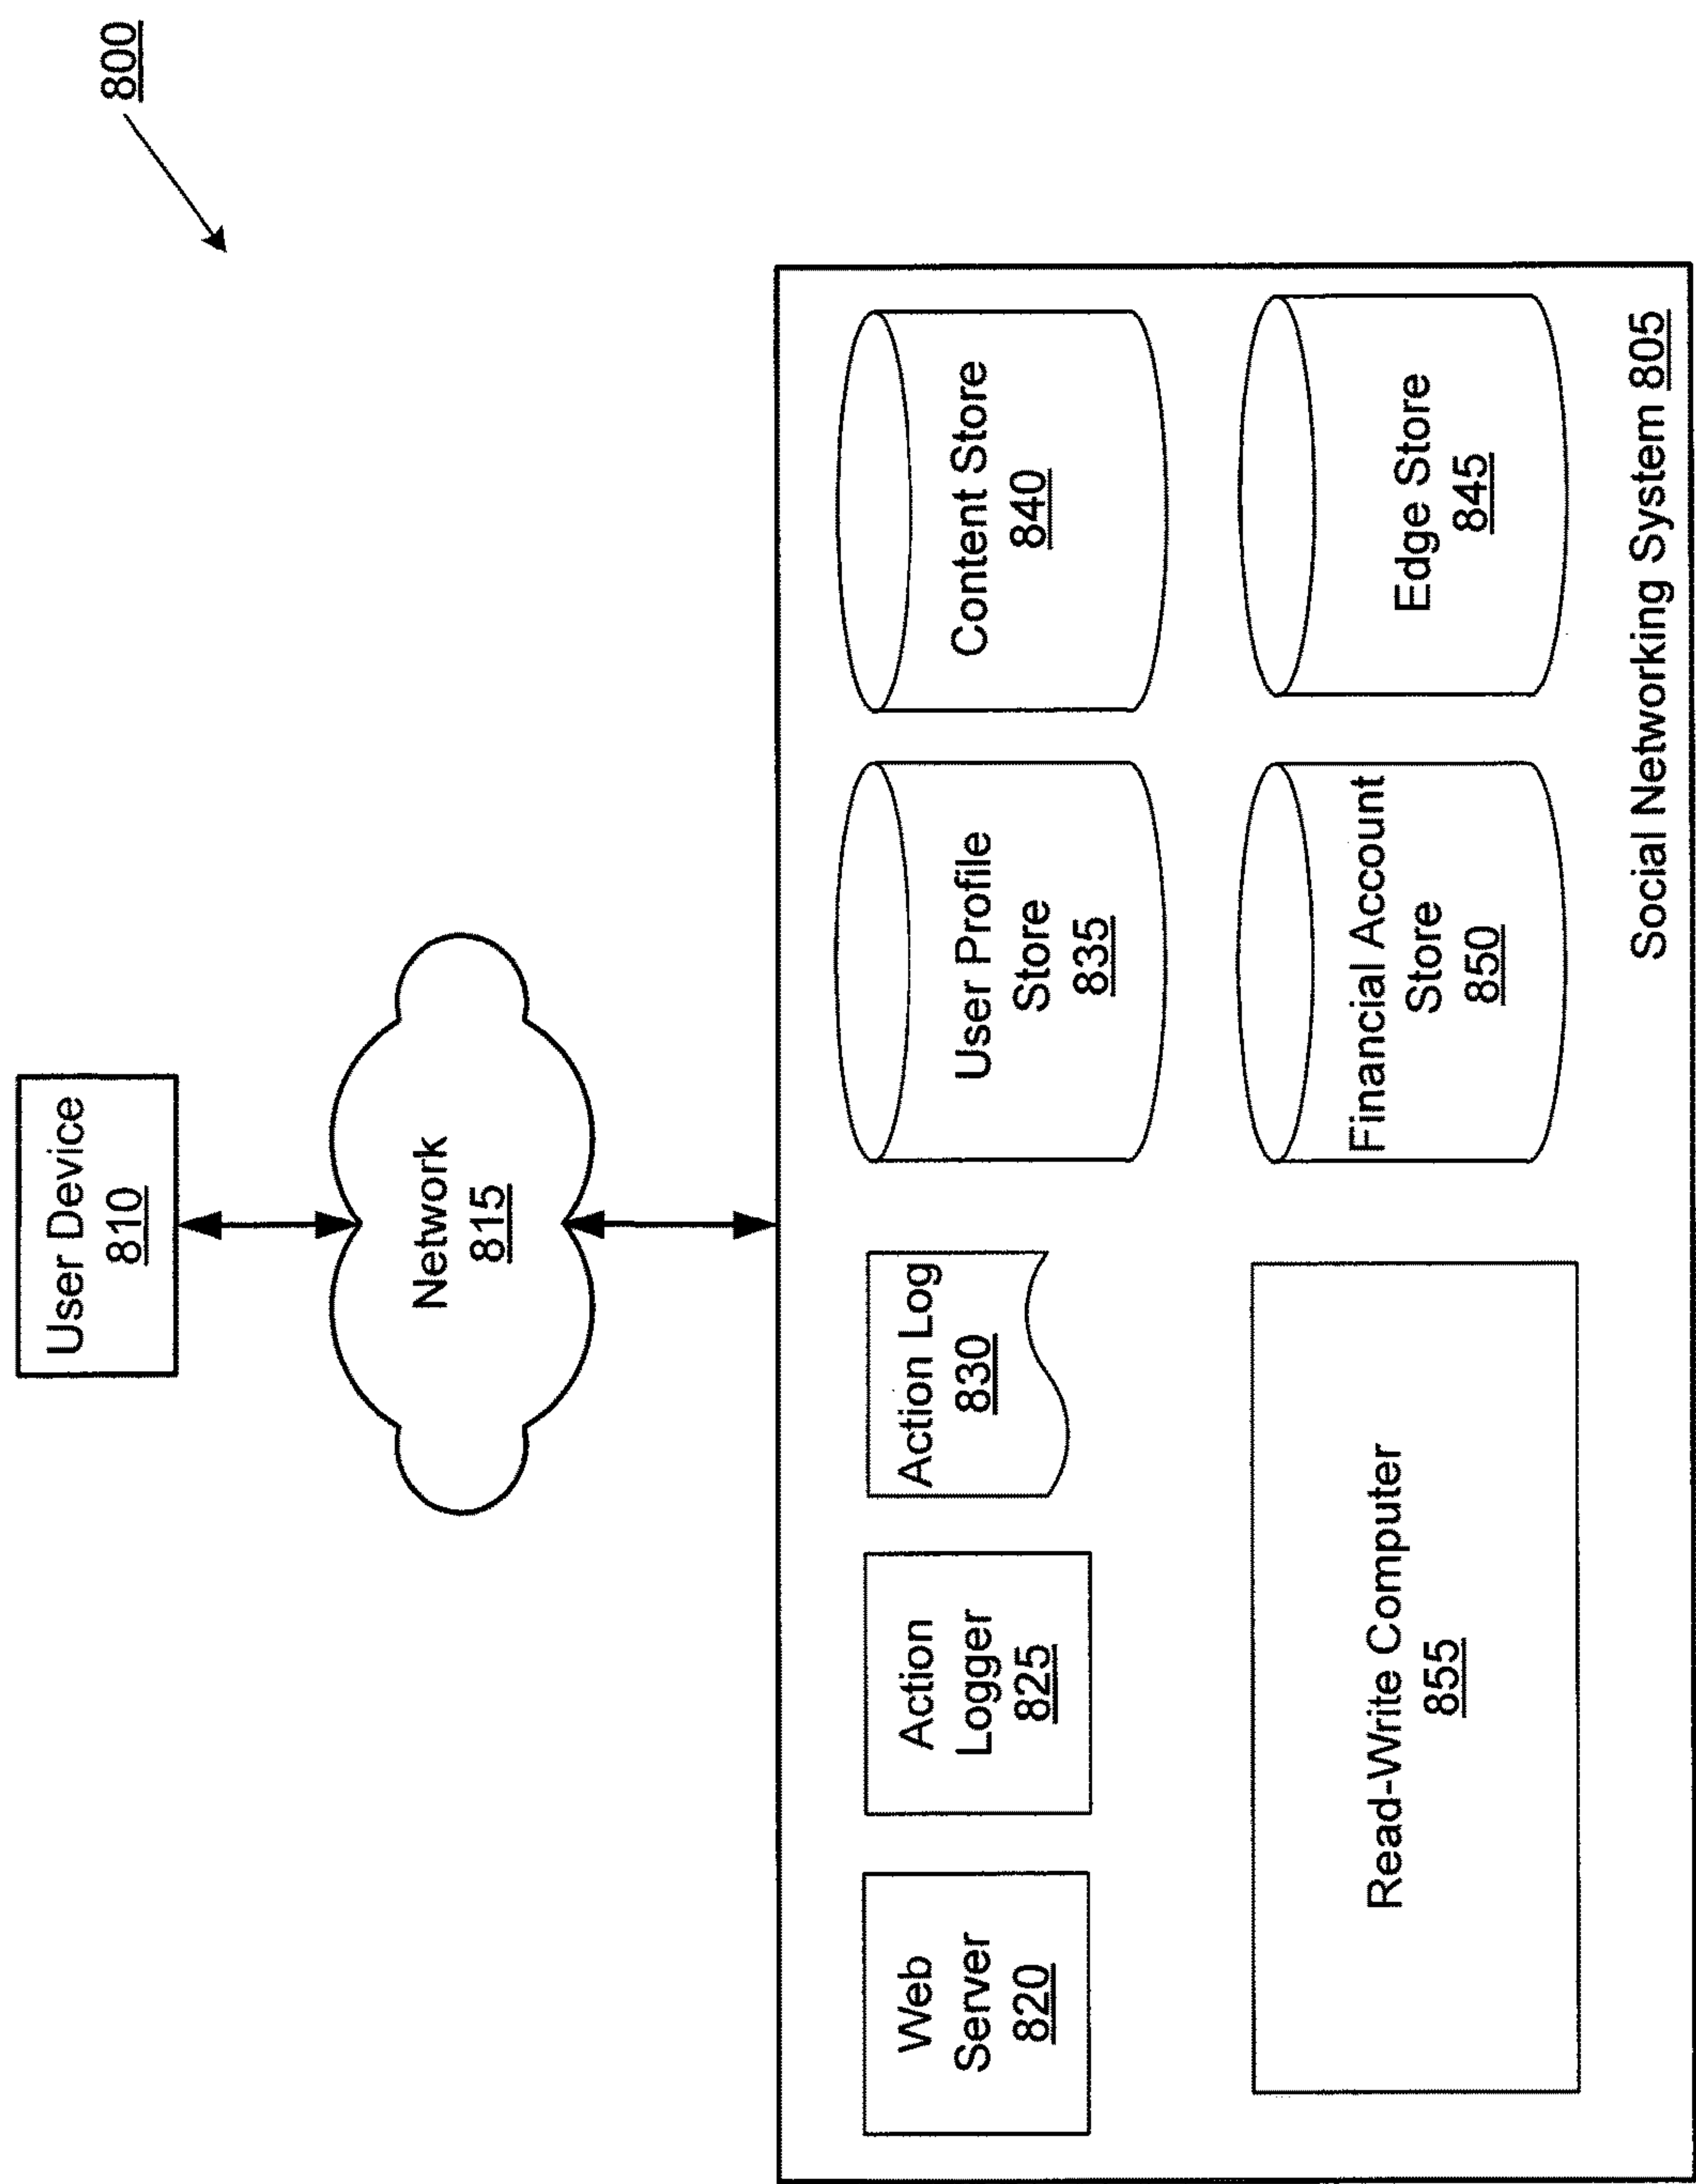 800
User Device
810
Network
815
Web
Server
820
Action
Logger
825
Action Log
830
User Profile
Store
835
Content Store
840
Read-Write Computer
855
Financial Account
Store
850
Edge Store
845
Social Networking System 805